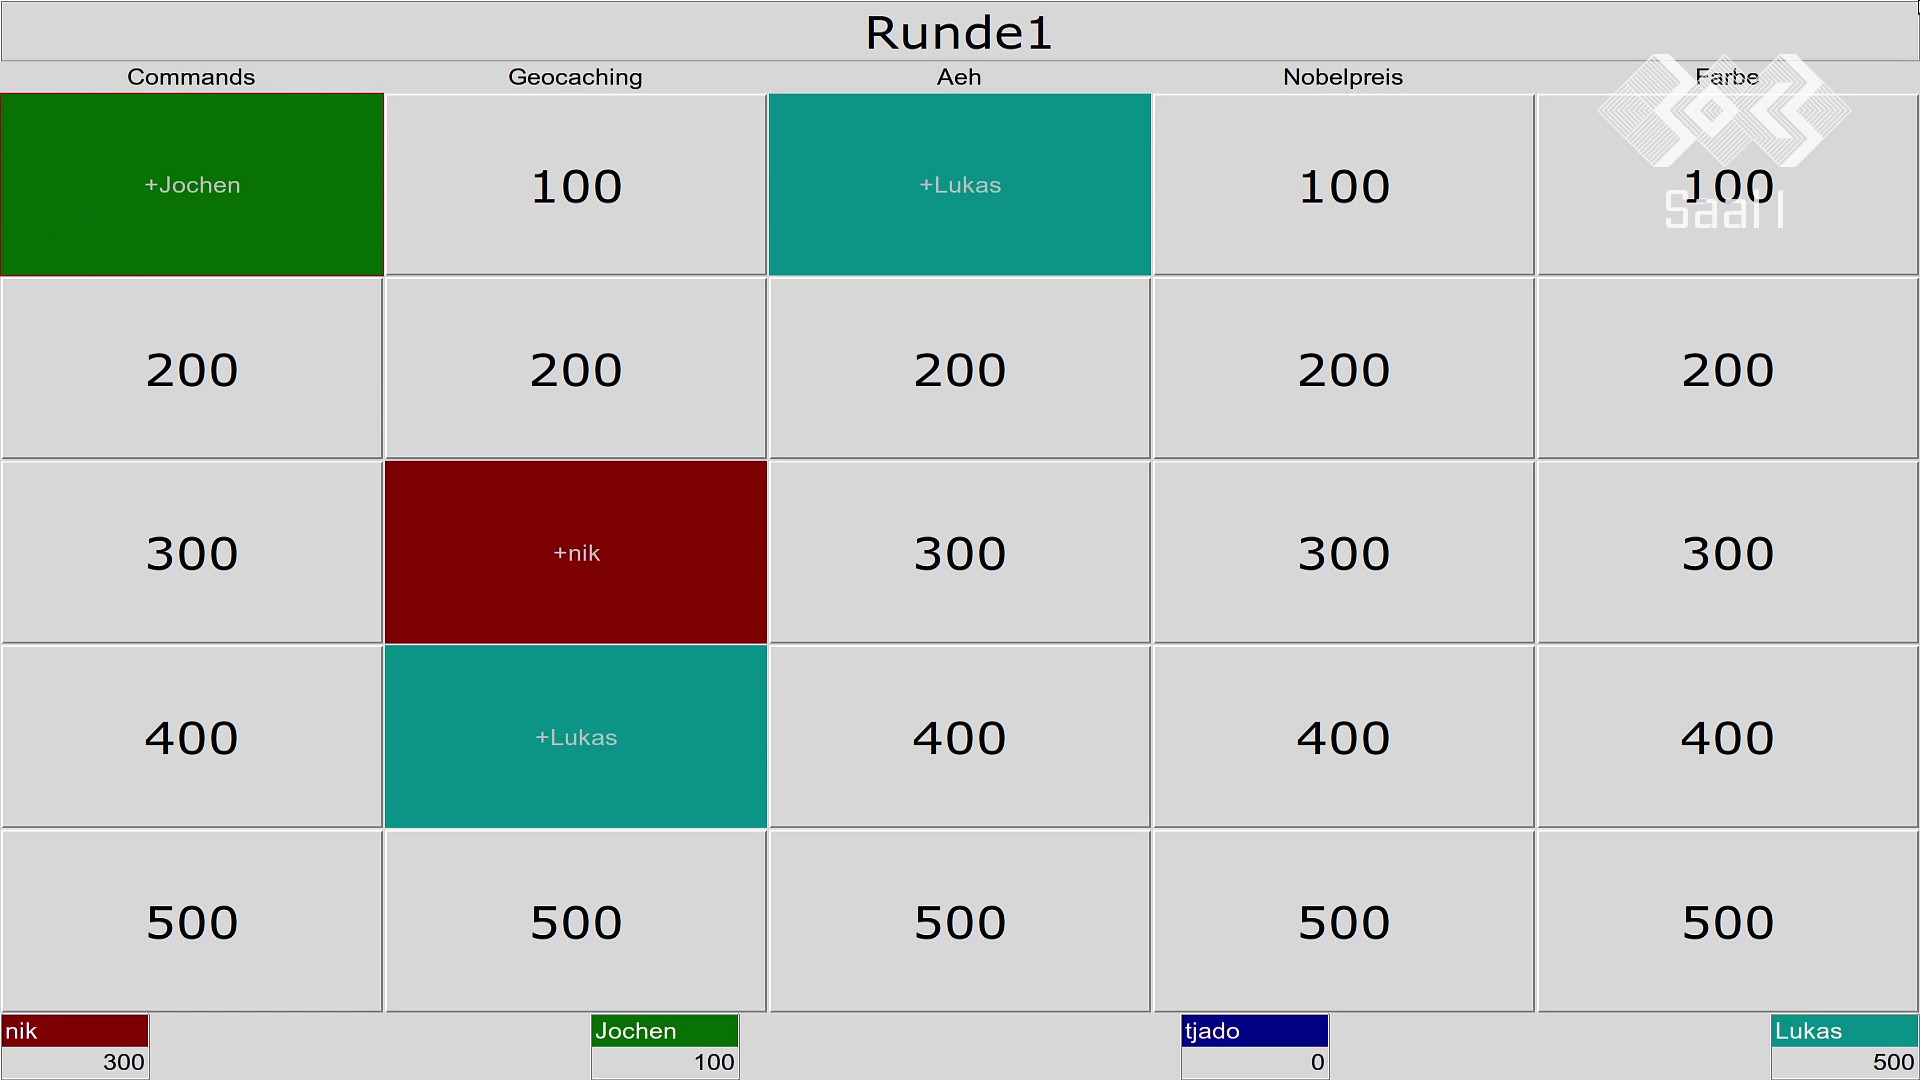 Runde1
Commands Geocaching Aeh Nobelpreis Farbe
+Jochen 100 +Lukas 100 100
Saal 1
200 200 200 200 200
300 +nik 300 300 300
400 +Lukas 400 400 400
500 500 500 500 500
nik Jochen tjado Lukas
300 100 0 500